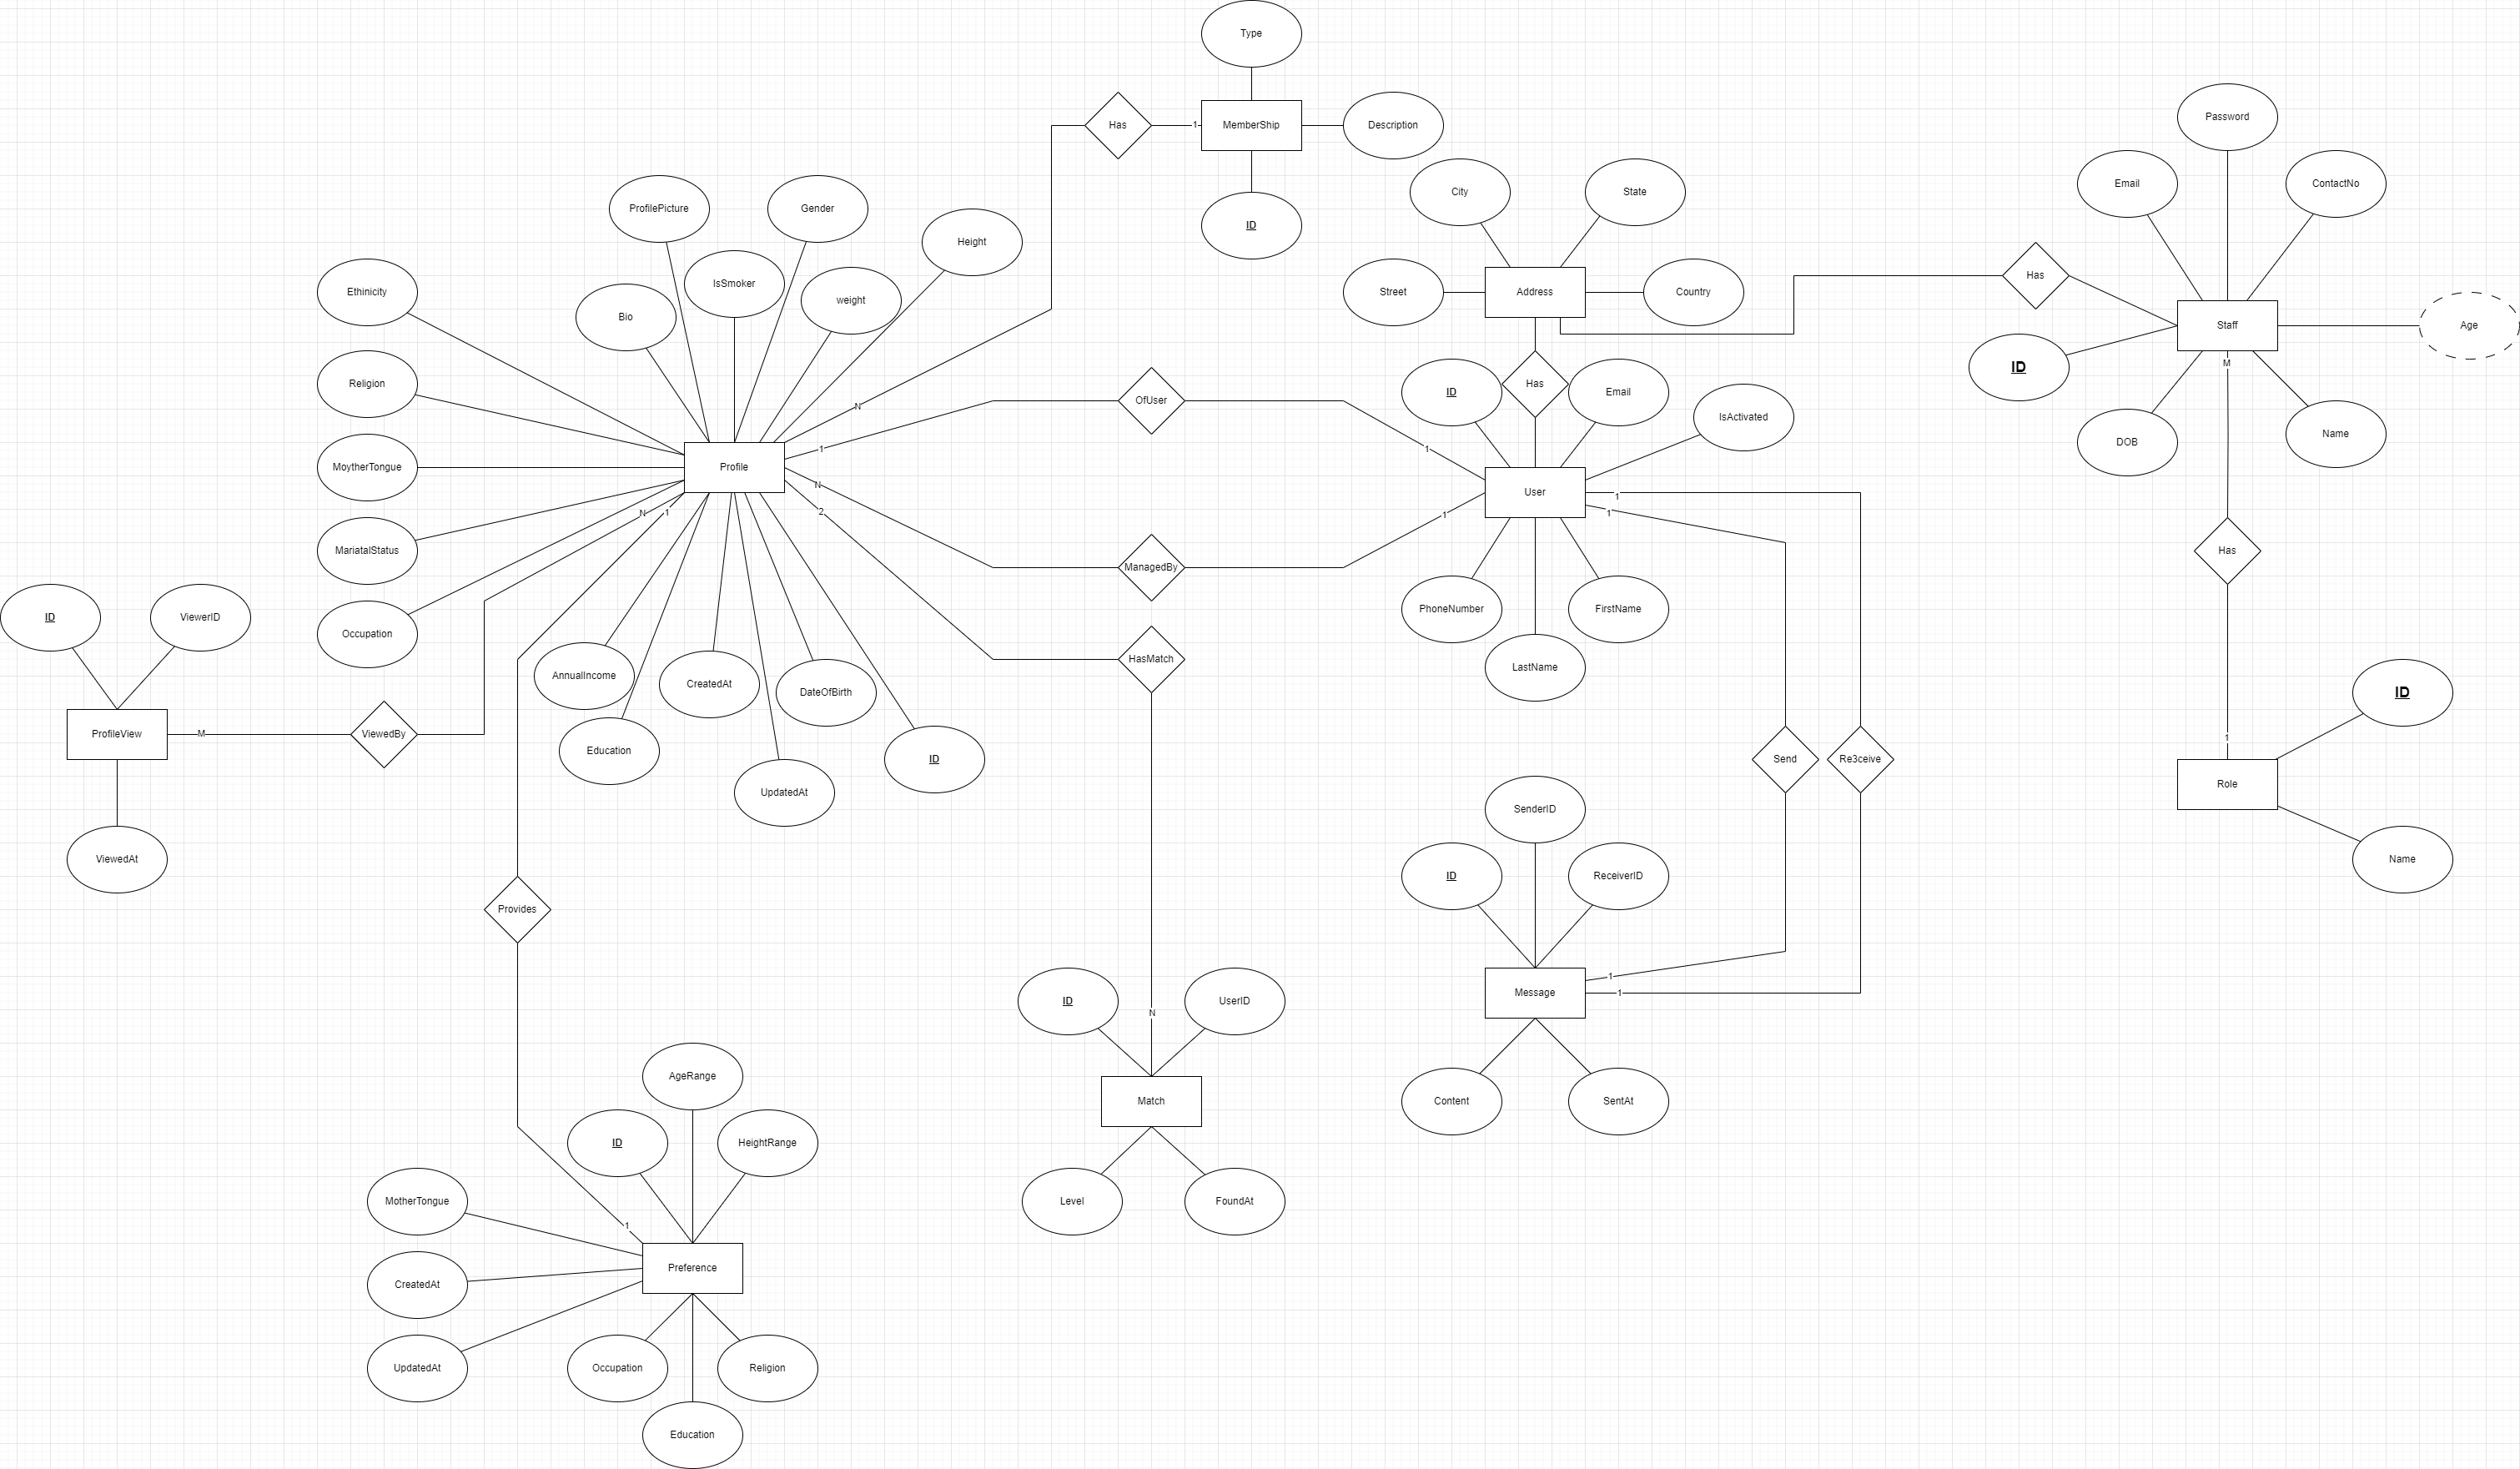 Type
Has
1
MemberShip
Description
ID
ProfilePicture
Gender
Height
IsSmoker
weight
Bio
Ethinicity
Religion
MoytherTongue
MariatalStatus
Occupation
Profile
N
1
N
2
N
1
OfUser
1
ManagedBy
1
HasMatch
City
State
Street
Address
Country
Has
ID
Email
IsActivated
User
1
1
PhoneNumber
FirstName
LastName
Password
Email
ContactNo
Has
Staff
Age
ID
M
DOB
Name
Has
1
Role
ID
Name
ID
ViewerID
ProfileView
M
ViewedBy
ViewedAt
AnnualIncome
CreatedAt
DateOfBirth
Education
UpdatedAt
ID
Provides
Send
Re3ceive
SenderID
ID
ReceiverID
Message
1
1
Content
SentAt
N
ID
UserID
Match
Level
FoundAt
AgeRange
ID
HeightRange
MotherTongue
1
CreatedAt
Preference
UpdatedAt
Occupation
Religion
Education